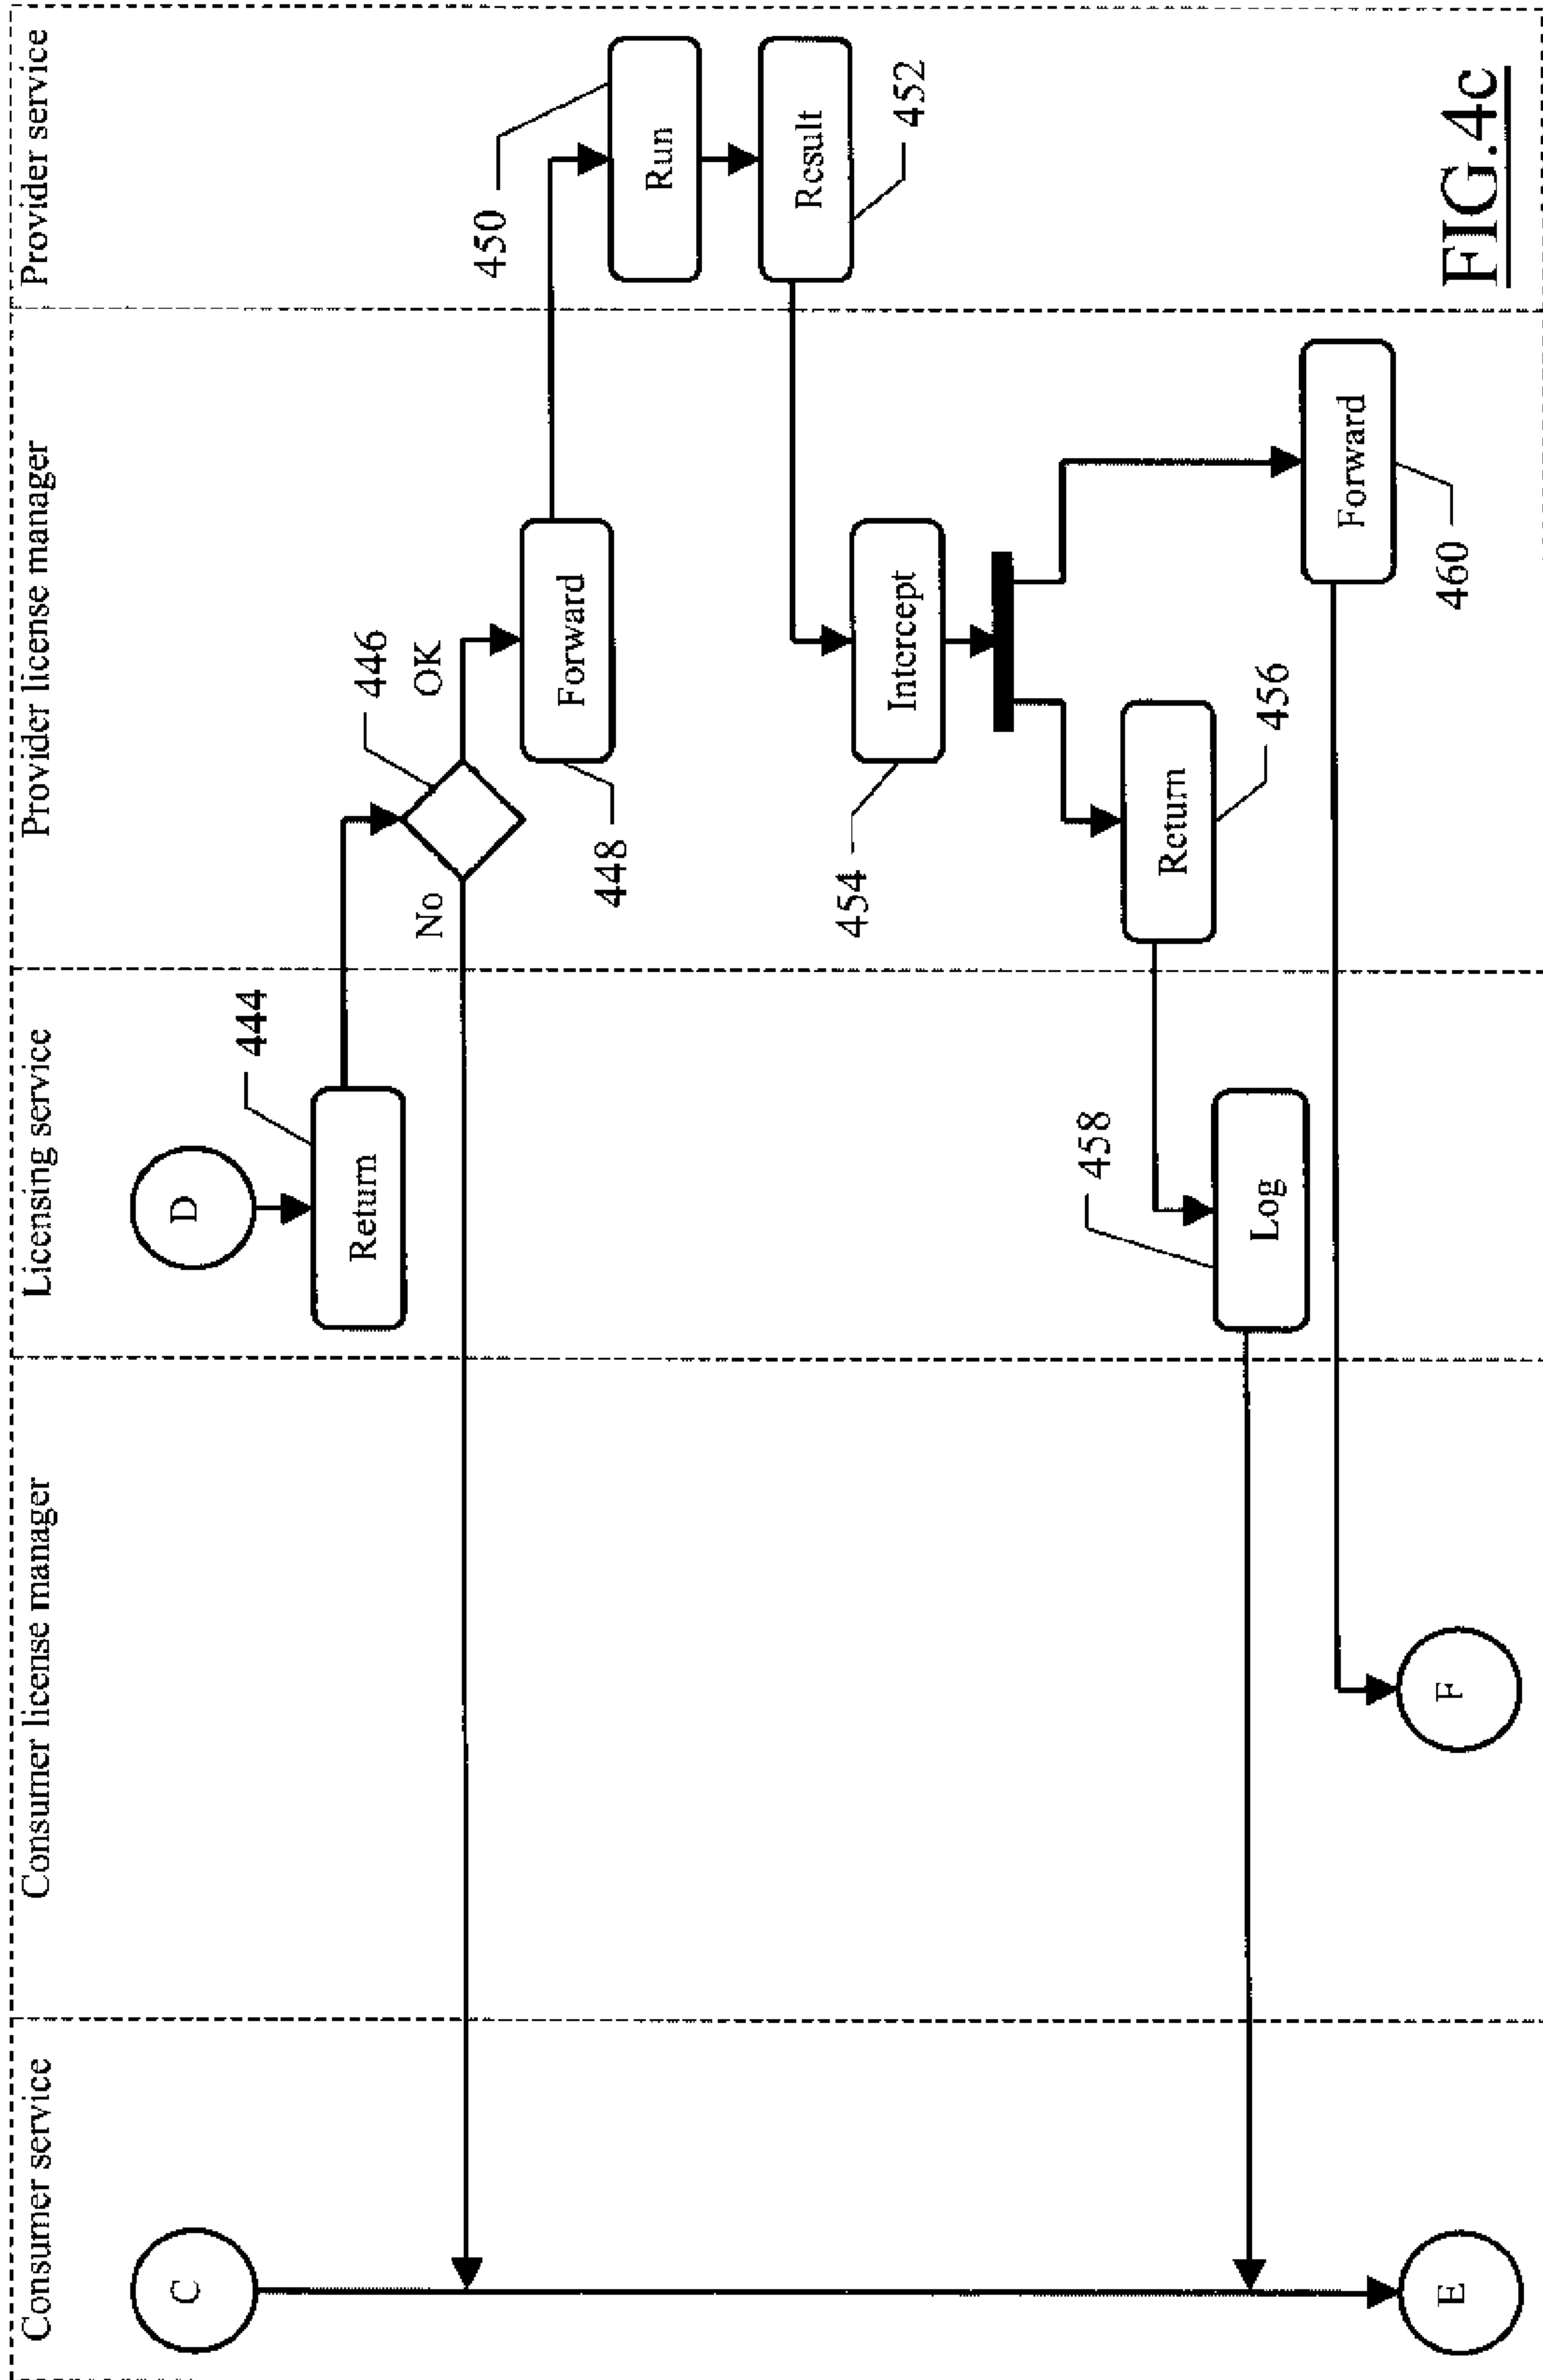 Consumer service
Consumer license manager
Licensing service
Provider license manager
Provider service
C
D
444
Return
446
No
OK
448
Forward
450
Run
Result
452
454
Intercept
Return
456
458
Log
Forward
460
E
F
FIG.4c